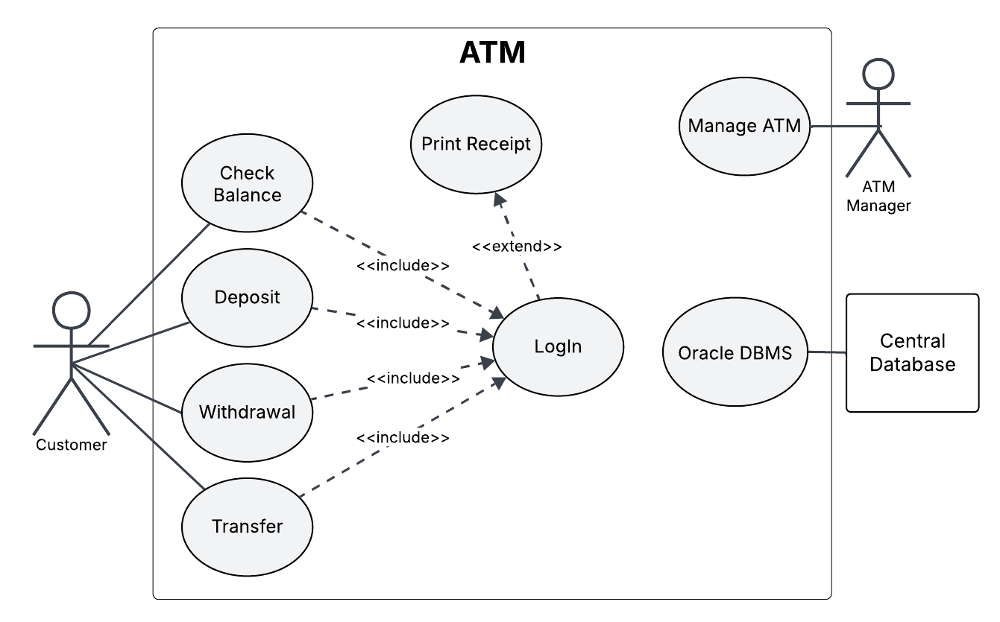 ATM
Print Receipt
Manage ATM
Check
Balance
ATM
Manager
<<extend>>
<<include>>
Deposit
<<include>>
LogIn
Oracle DBMS
Central
Database
<<include>>
Withdrawal
Customer
<<include>>
Transfer